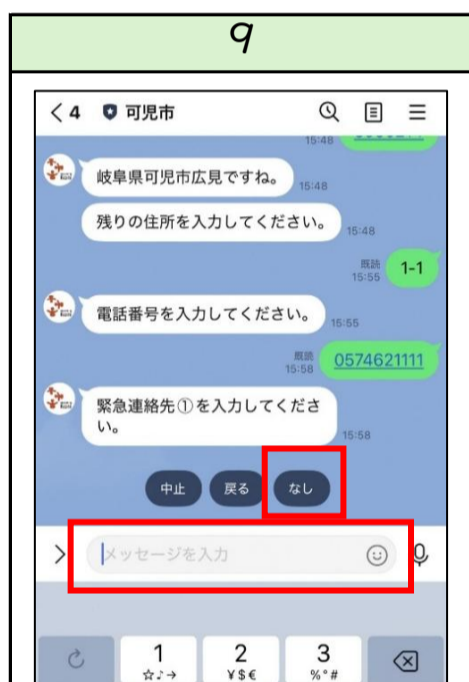 9
4 可児市
15:48
岐阜県可児市広見ですね。
15:48
残りの住所を入力してください。
15:48
既読
15:55
1-1
電話番号を入力してください。
15:55
既読
15:58
0574621111
緊急連絡先①を入力してくださ
い。
15:58
中止 戻る なし
メッセージを入力
1 2 3
☆♪→ ¥$€ %°#